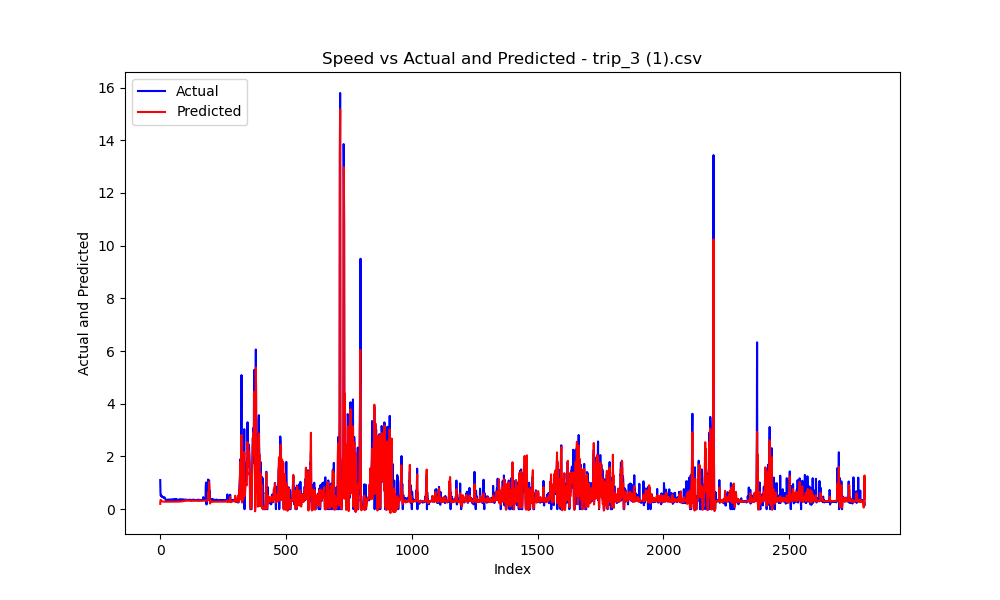 Speed vs Actual and Predicted - trip_3 (1).csv
Actual
Predicted
16
14
12
10
8
6
4
2
0
Actual and Predicted
0 500 1000 1500 2000 2500
Index